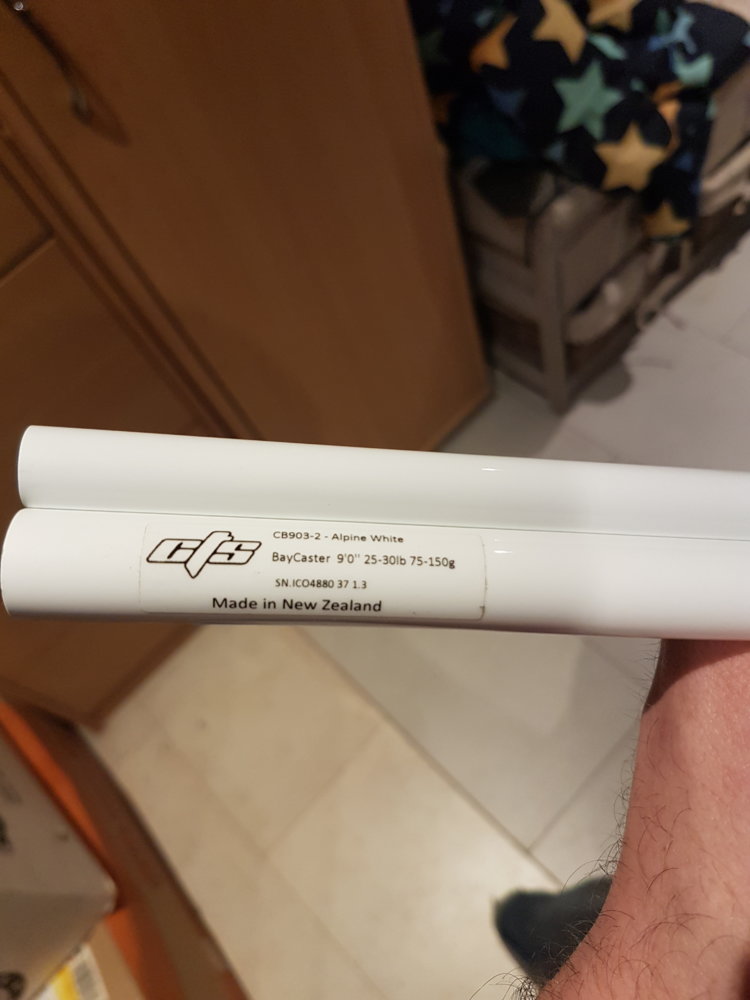 cts
CB903-2 - Alpine White
BayCaster 9'0" 25-30lb 75-150g
SN.ICO4880 37 1.3
Made in New Zealand